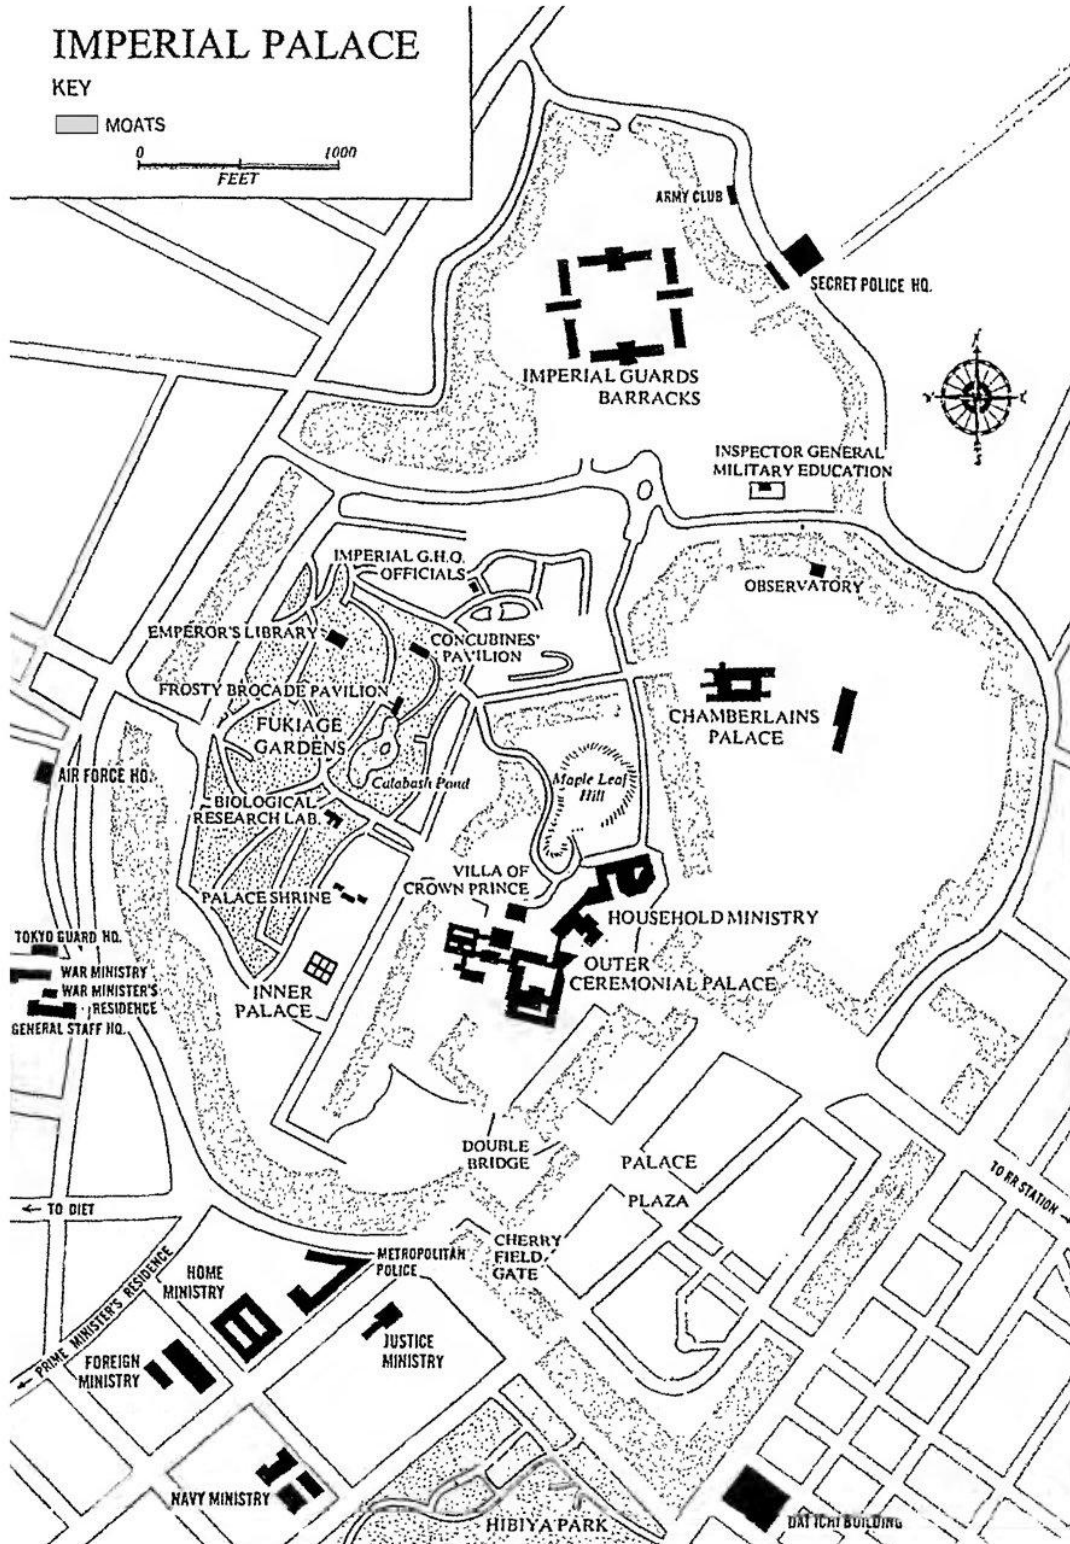 IMPERIAL PALACE
KEY
MOATS
0 1000
FEET
ARMY CLUB
SECRET POLICE HQ.
IMPERIAL GUARDS
BARRACKS
INSPECTOR GENERAL
MILITARY EDUCATION
IMPERIAL G.H.Q.
OFFICIALS
OBSERVATORY
EMPEROR'S LIBRARY
CONCUBINES'
PAVILION
FROSTY BROCADE PAVILION
FUKIAGE
GARDENS
CHAMBERLAINS
PALACE
AIR FORCE HQ.
Calabash Pond
Maple Leaf
Hill
BIOLOGICAL
RESEARCH LAB.
VILLA OF
CROWN PRINCE
PALACE SHRINE
HOUSEHOLD MINISTRY
TOKYO GUARD HQ.
WAR MINISTRY
WAR MINISTER'S
RESIDENCE
GENERAL STAFF HQ.
INNER
PALACE
OUTER
CEREMONIAL PALACE
DOUBLE
BRIDGE
PALACE
PLAZA
TO RR STATION
TO DIET
CHERRY
FIELD
GATE
METROPOLITAN
POLICE
HOME
MINISTRY
PRIME MINISTER'S RESIDENCE
JUSTICE
MINISTRY
FOREIGN
MINISTRY
NAVY MINISTRY
HIBIYA PARK
DAI ICHI BUILDING